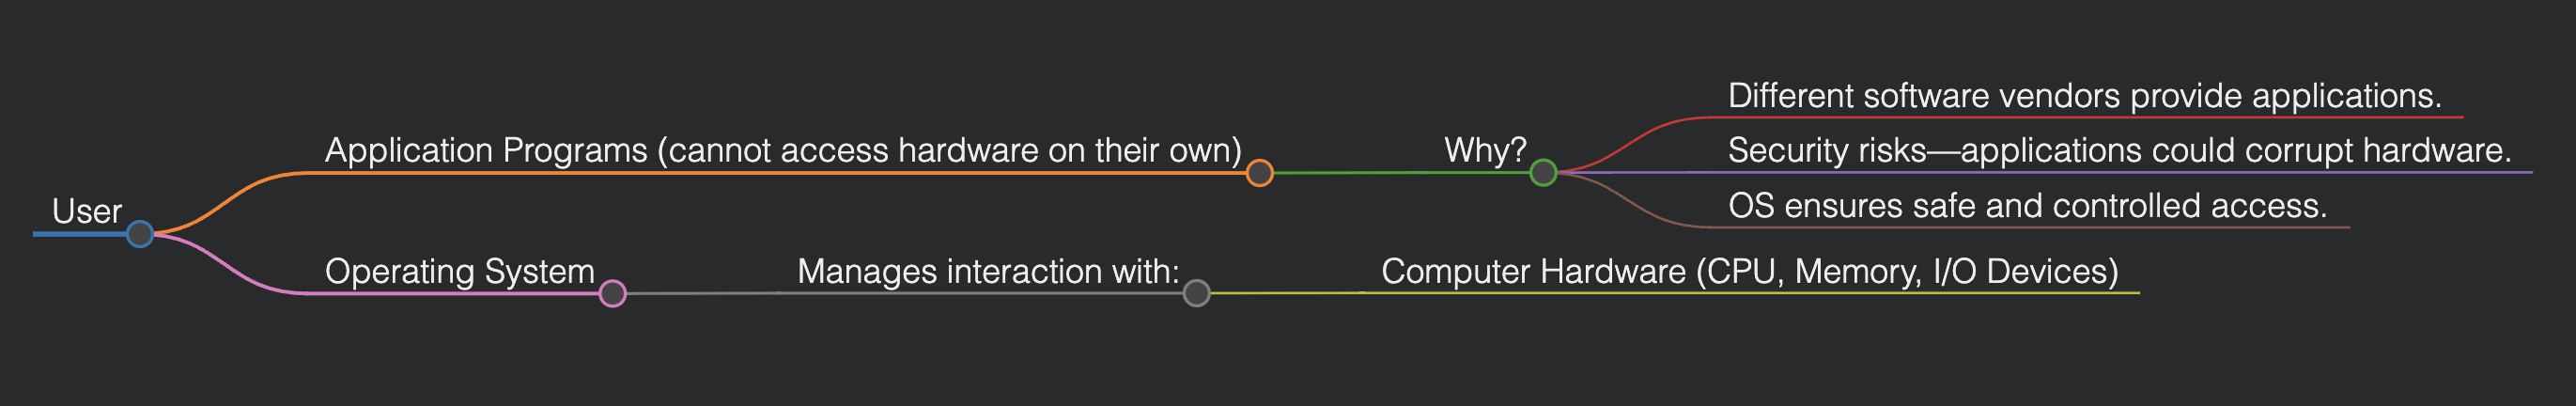 User
Application Programs (cannot access hardware on their own)
Why?
Different software vendors provide applications.
Security risks—applications could corrupt hardware.
OS ensures safe and controlled access.
Operating System
Manages interaction with:
Computer Hardware (CPU, Memory, I/O Devices)